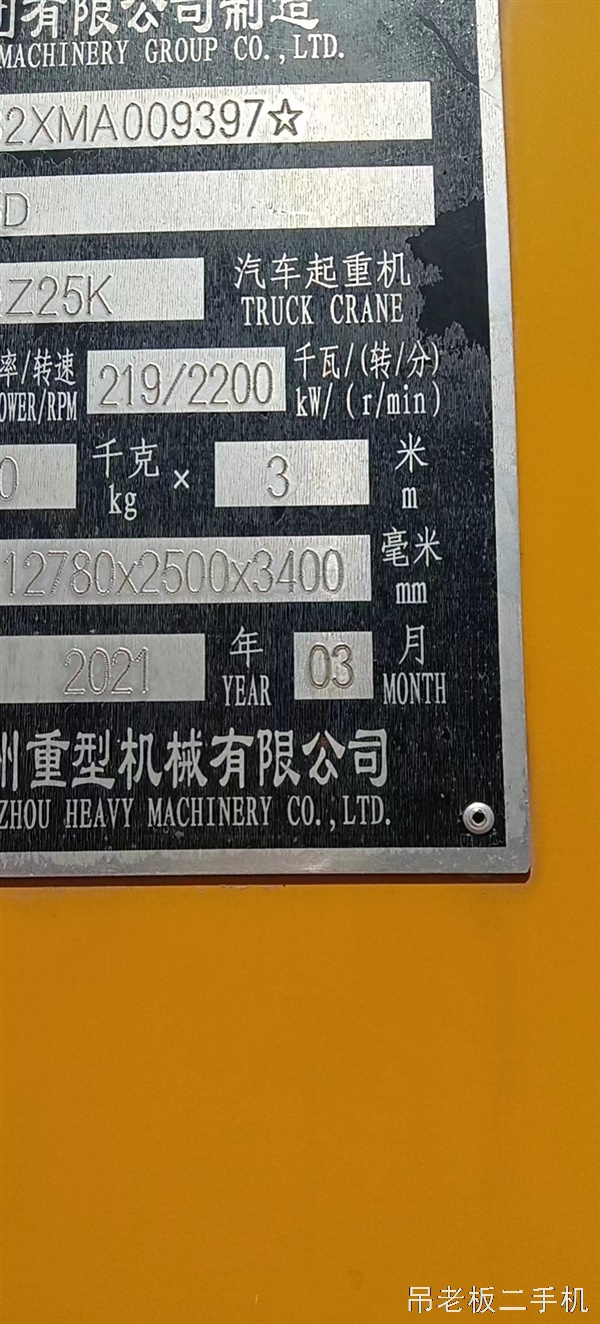 有限公司制造
MACHINERY GROUP CO.,LTD.
2XMA009397☆
D
Z25K
汽车起重机
TRUCK CRANE
率/转速
OWER/RPM
219/2200
千瓦/(转/分)
kW/(r/min)
0
千克
kg
×
3
米
m
12780x2500x3400
毫米
mm
2021
年
YEAR
03
月
MONTH
州重型机械有限公司
ZHOU HEAVY MACHINERY CO.,LTD.
吊老板二手机